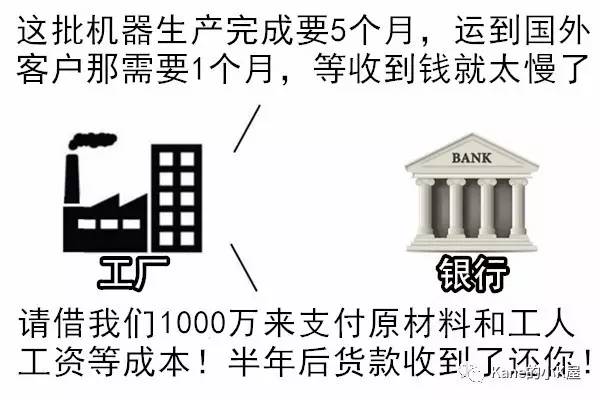 这批机器生产完成要5个月，运到国外
客户那需要1个月，等收到钱就太慢了
BANK
工厂
银行
请借我们1000万来支付原材料和工人
工资等成本！半年后货款收到了还你！
Kane的小屋